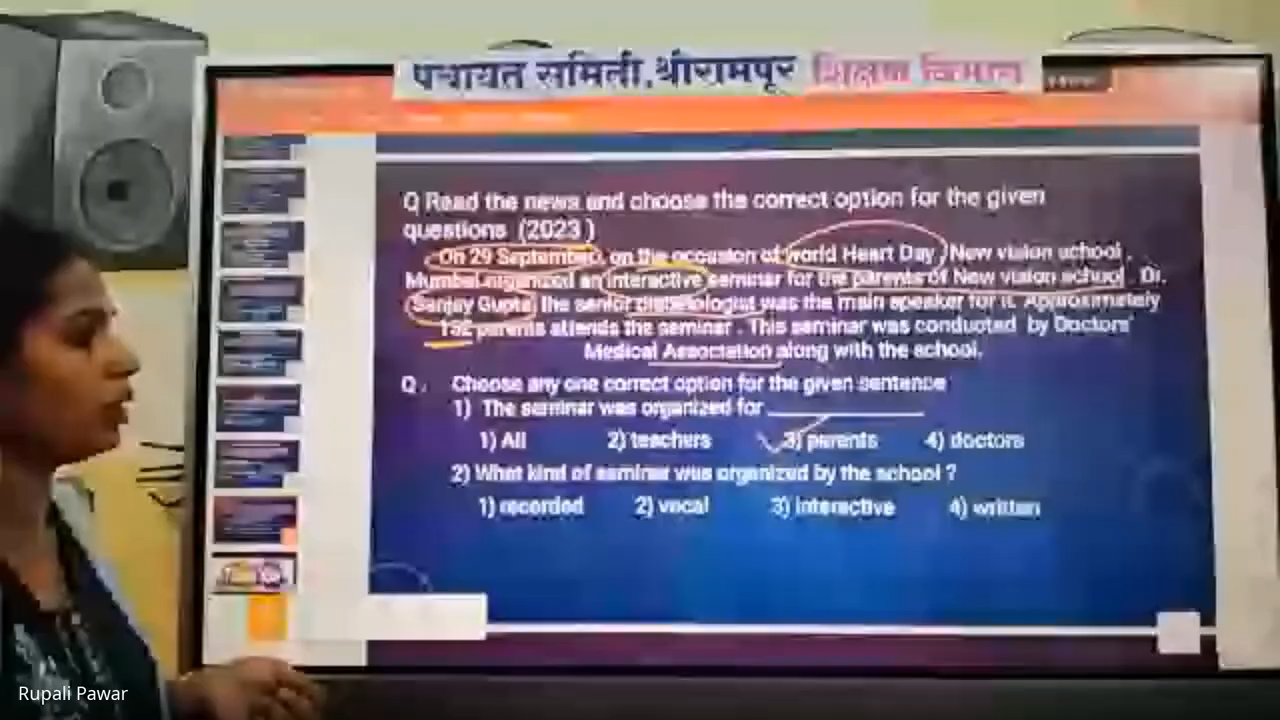 पंचायत समिती,श्रीरामपूर शिक्षण विभाग
Q Read the news and choose the correct option for the given
questions (2023)
On 29 September, on the occasion of world Heart Day, New vision school,
Mumbai organized an interactive seminar for the parents of New vision school. Dr.
Sanjay Gupta, the senior diabetologist was the main speaker for it. Approximately
152 parents attends the seminar. This seminar was conducted by Doctors'
Medical Association along with the school.
Q. Choose any one correct option for the given sentence
1) The seminar was organized for ____________
1) All 2) teachers 3) parents 4) doctors
2) What kind of seminar was organized by the school ?
1) recorded 2) vocal 3) interactive 4) written
Rupali Pawar